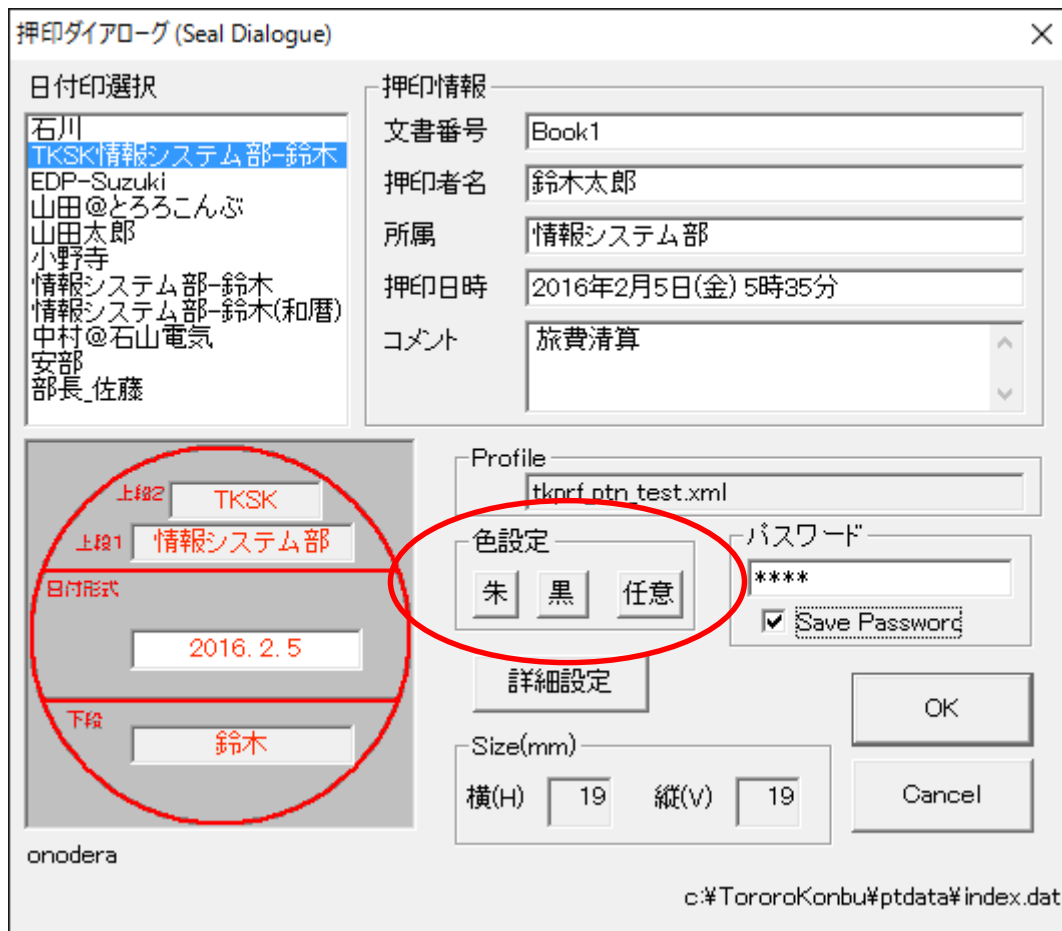 押印ダイアローグ (Seal Dialogue)
日付印選択
石川
TKSK情報システム部-鈴木
EDP-Suzuki
山田@とろろこんぶ
山田太郎
小野寺
情報システム部-鈴木
情報システム部-鈴木(和暦)
中村@石山電気
安部
部長_佐藤
押印情報
文書番号 Book1
押印者名 鈴木太郎
所属 情報システム部
押印日時 2016年2月5日(金) 5時35分
コメント 旅費清算
上段2 TKSK
上段1 情報システム部
日付形式
2016. 2. 5
下段 鈴木
Profile
tkprf_ptn_test.xml
色設定
朱 黒 任意
パスワード
****
Save Password
詳細設定
Size(mm)
横(H) 19 縦(V) 19
OK
Cancel
onodera
c:¥TororoKonbu¥ptdata¥index.dat